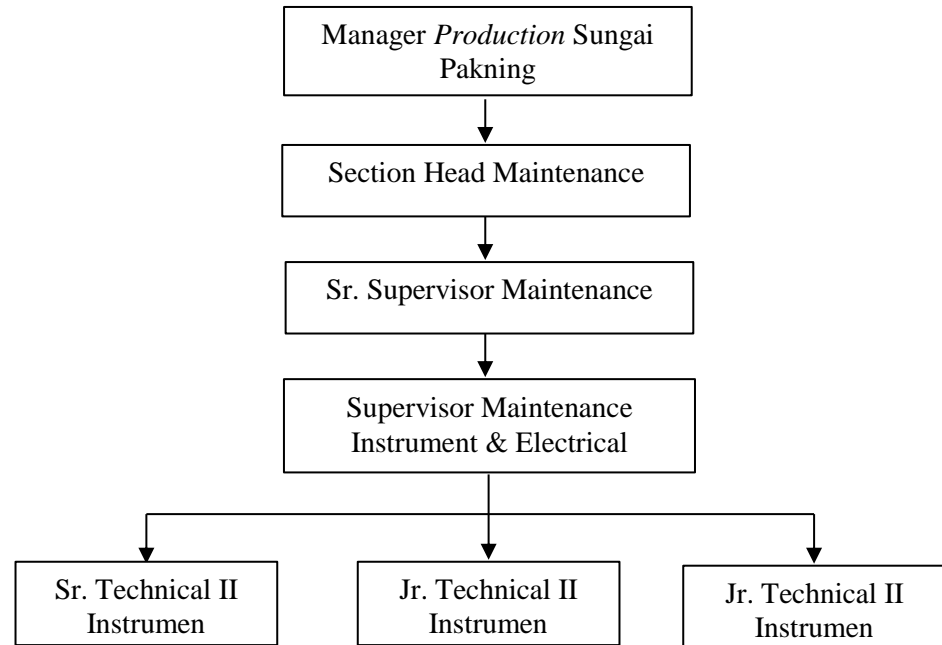 Manager Production Sungai
Pakning
Section Head Maintenance
Sr. Supervisor Maintenance
Supervisor Maintenance
Instrument & Electrical
Sr. Technical II
Instrumen
Jr. Technical II
Instrumen
Jr. Technical II
Instrumen